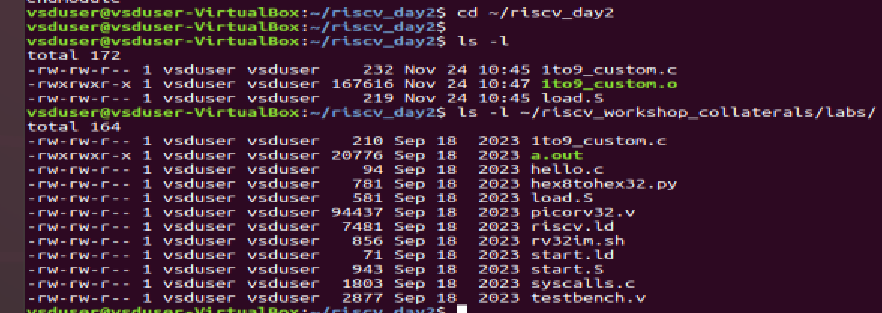 endmodule
vsduser@vsduser-VirtualBox:~/riscv_day2$ cd ~/riscv_day2
vsduser@vsduser-VirtualBox:~/riscv_day2$
vsduser@vsduser-VirtualBox:~/riscv_day2$ ls -l
total 172
-rw-rw-r-- 1 vsduser vsduser    232 Nov 24 10:45 1to9_custom.c
-rwxrwxr-x 1 vsduser vsduser 167616 Nov 24 10:47 1to9_custom.o
-rw-rw-r-- 1 vsduser vsduser    219 Nov 24 10:45 load.S
vsduser@vsduser-VirtualBox:~/riscv_day2$ ls -l ~/riscv_workshop_collaterals/labs/
total 164
-rw-rw-r-- 1 vsduser vsduser   210 Sep 18  2023 1to9_custom.c
-rwxrwxr-x 1 vsduser vsduser 20776 Sep 18  2023 a.out
-rw-rw-r-- 1 vsduser vsduser    94 Sep 18  2023 hello.c
-rw-rw-r-- 1 vsduser vsduser   781 Sep 18  2023 hex8tohex32.py
-rw-rw-r-- 1 vsduser vsduser   581 Sep 18  2023 load.S
-rw-rw-r-- 1 vsduser vsduser 94437 Sep 18  2023 picorv32.v
-rw-rw-r-- 1 vsduser vsduser  7481 Sep 18  2023 riscv.ld
-rw-rw-r-- 1 vsduser vsduser   856 Sep 18  2023 rv32im.sh
-rw-rw-r-- 1 vsduser vsduser    71 Sep 18  2023 start.ld
-rw-rw-r-- 1 vsduser vsduser   943 Sep 18  2023 start.S
-rw-rw-r-- 1 vsduser vsduser  1803 Sep 18  2023 syscalls.c
-rw-rw-r-- 1 vsduser vsduser  2877 Sep 18  2023 testbench.v
vsduser@vsduser-VirtualBox:~/riscv_day2$